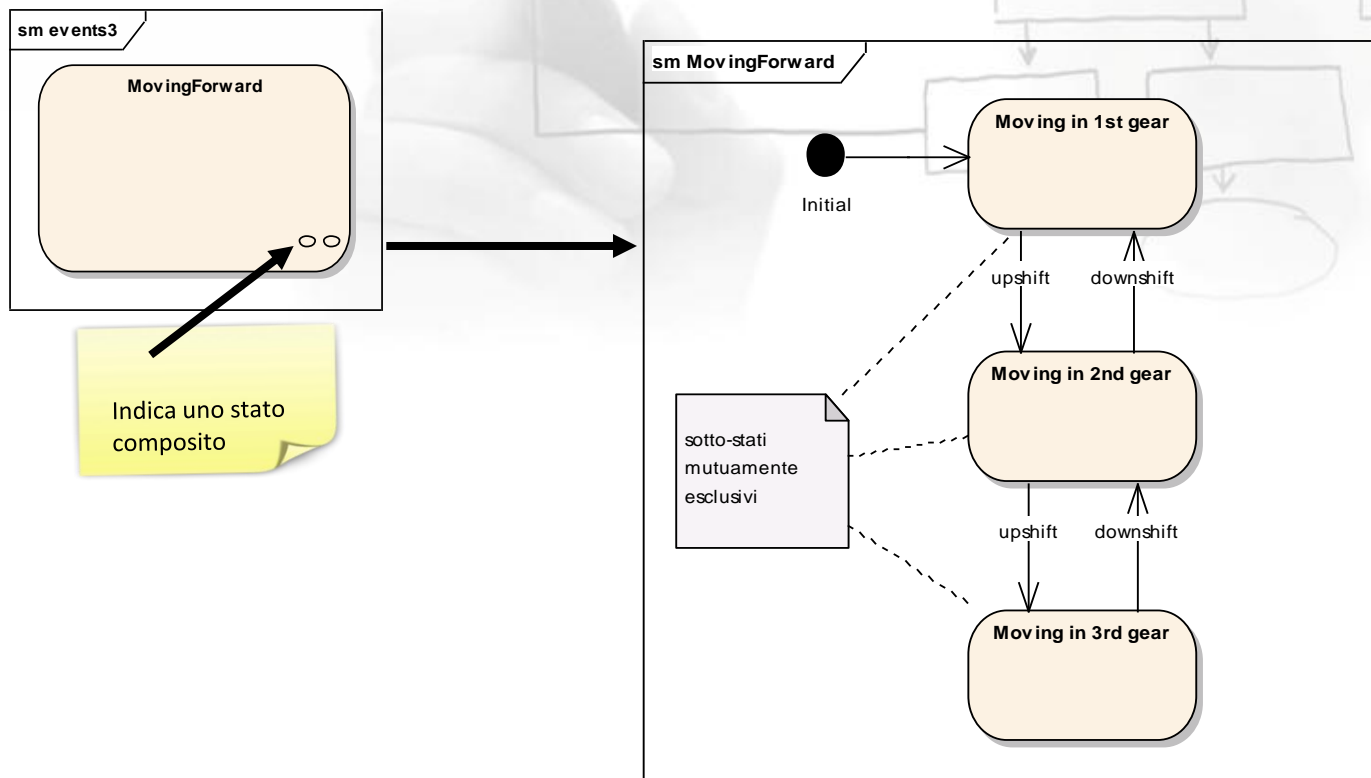 sm events3
MovingForward
Indica uno stato
composito
sm MovingForward
Initial
Moving in 1st gear
upshift
downshift
Moving in 2nd gear
sotto-stati
mutuamente
esclusivi
upshift
downshift
Moving in 3rd gear